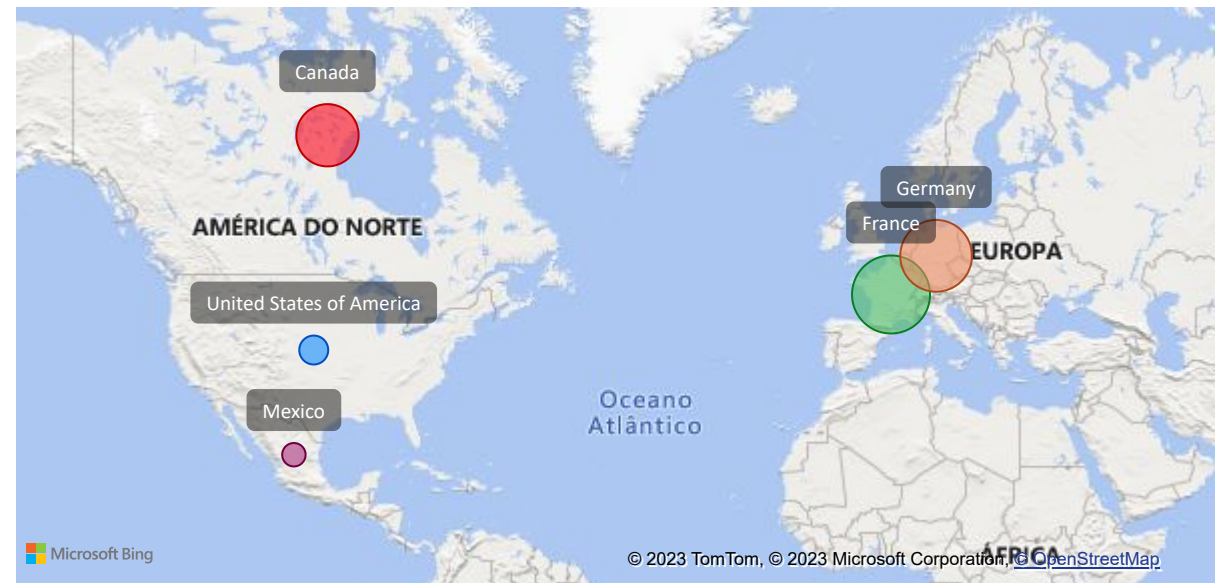 Canada
Germany
France
AMÉRICA DO NORTE
EUROPA
United States of America
Oceano
Atlântico
Mexico
Microsoft Bing
ÁFRICA
© 2023 TomTom, © 2023 Microsoft Corporation, © OpenStreetMap